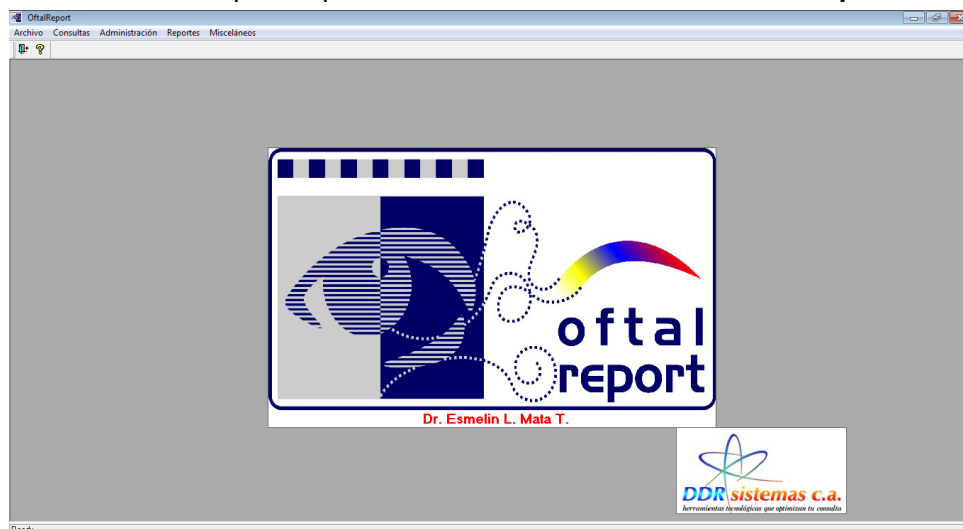 OftalReport
Archivo Consultas Administración Reportes Misceláneos
oftal
report
Dr. Esmelin L. Mata T.
DDR sistemas c.a.
herramientas tecnológicas que optimizan tu consulta